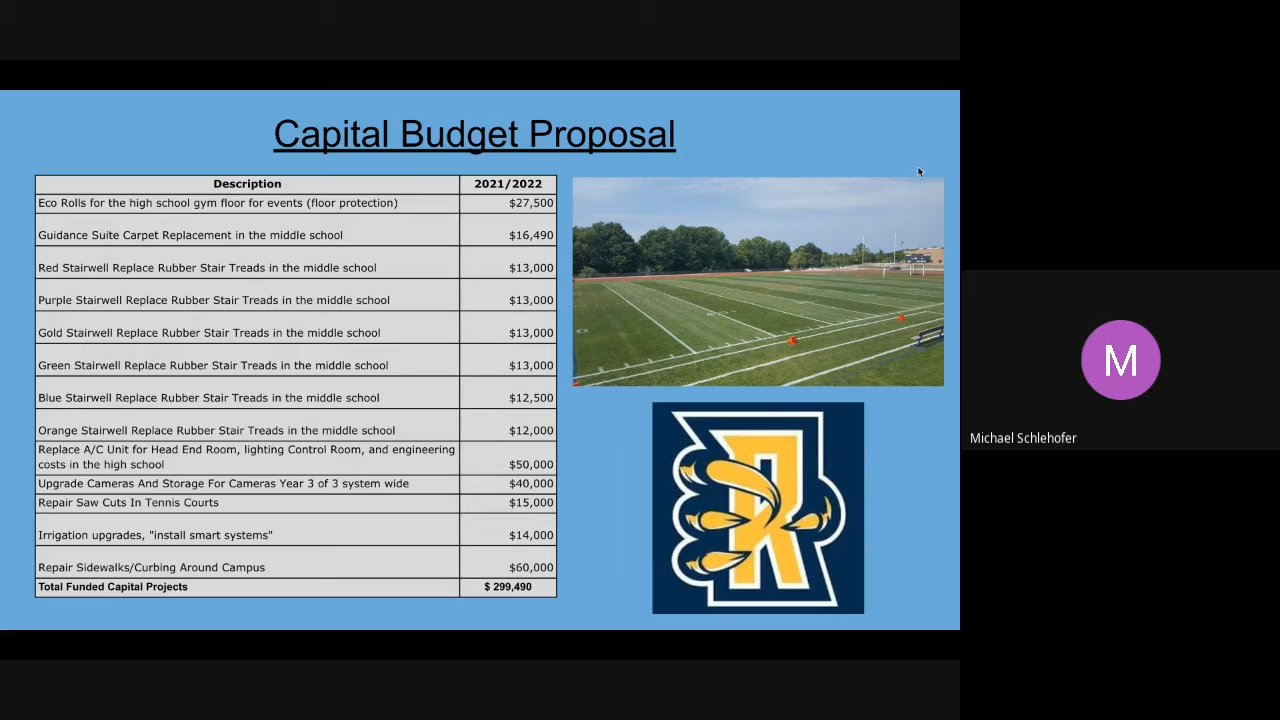 Capital Budget Proposal
Description 2021/2022
Eco Rolls for the high school gym floor for events (floor protection) $27,500
Guidance Suite Carpet Replacement in the middle school $16,490
Red Stairwell Replace Rubber Stair Treads in the middle school $13,000
Purple Stairwell Replace Rubber Stair Treads in the middle school $13,000
Gold Stairwell Replace Rubber Stair Treads in the middle school $13,000
Green Stairwell Replace Rubber Stair Treads in the middle school $13,000
Blue Stairwell Replace Rubber Stair Treads in the middle school $12,500
Orange Stairwell Replace Rubber Stair Treads in the middle school $12,000
Replace A/C Unit for Head End Room, lighting Control Room, and engineering
costs in the high school $50,000
Upgrade Cameras And Storage For Cameras Year 3 of 3 system wide $40,000
Repair Saw Cuts In Tennis Courts $15,000
Irrigation upgrades, "install smart systems" $14,000
Repair Sidewalks/Curbing Around Campus $60,000
Total Funded Capital Projects $ 299,490
R
M
Michael Schlehofer